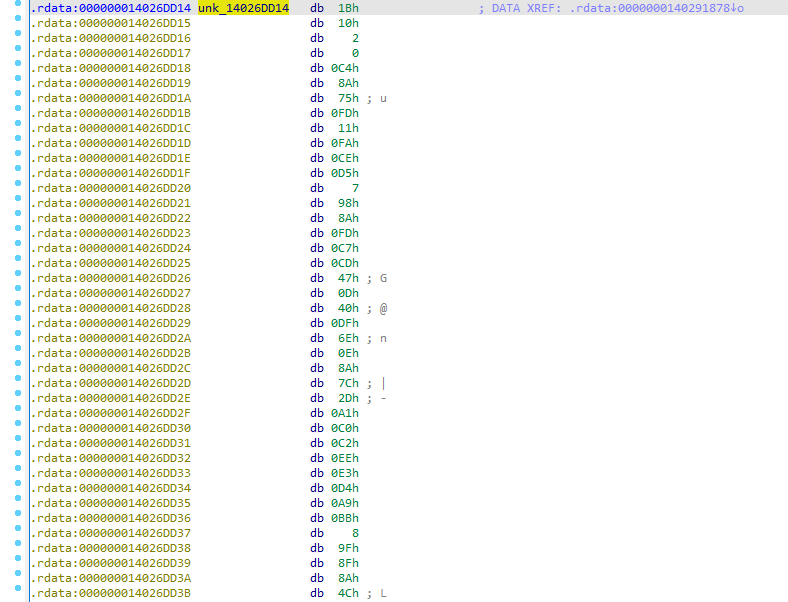 .rdata:000000014026DD14 unk_14026DD14 db 1Bh ; DATA XREF: .rdata:0000000140291878↓o
.rdata:000000014026DD15 db 10h
.rdata:000000014026DD16 db 2
.rdata:000000014026DD17 db 0
.rdata:000000014026DD18 db 0C4h
.rdata:000000014026DD19 db 8Ah
.rdata:000000014026DD1A db 75h ; u
.rdata:000000014026DD1B db 0FDh
.rdata:000000014026DD1C db 11h
.rdata:000000014026DD1D db 0FAh
.rdata:000000014026DD1E db 0CEh
.rdata:000000014026DD1F db 0D5h
.rdata:000000014026DD20 db 7
.rdata:000000014026DD21 db 98h
.rdata:000000014026DD22 db 8Ah
.rdata:000000014026DD23 db 0FDh
.rdata:000000014026DD24 db 0C7h
.rdata:000000014026DD25 db 0CDh
.rdata:000000014026DD26 db 47h ; G
.rdata:000000014026DD27 db 0Dh
.rdata:000000014026DD28 db 40h ; @
.rdata:000000014026DD29 db 0DFh
.rdata:000000014026DD2A db 6Eh ; n
.rdata:000000014026DD2B db 0Eh
.rdata:000000014026DD2C db 8Ah
.rdata:000000014026DD2D db 7Ch ; |
.rdata:000000014026DD2E db 2Dh ; -
.rdata:000000014026DD2F db 0A1h
.rdata:000000014026DD30 db 0C0h
.rdata:000000014026DD31 db 0C2h
.rdata:000000014026DD32 db 0EEh
.rdata:000000014026DD33 db 0E3h
.rdata:000000014026DD34 db 0D4h
.rdata:000000014026DD35 db 0A9h
.rdata:000000014026DD36 db 0BBh
.rdata:000000014026DD37 db 8
.rdata:000000014026DD38 db 9Fh
.rdata:000000014026DD39 db 8Fh
.rdata:000000014026DD3A db 8Ah
.rdata:000000014026DD3B db 4Ch ; L